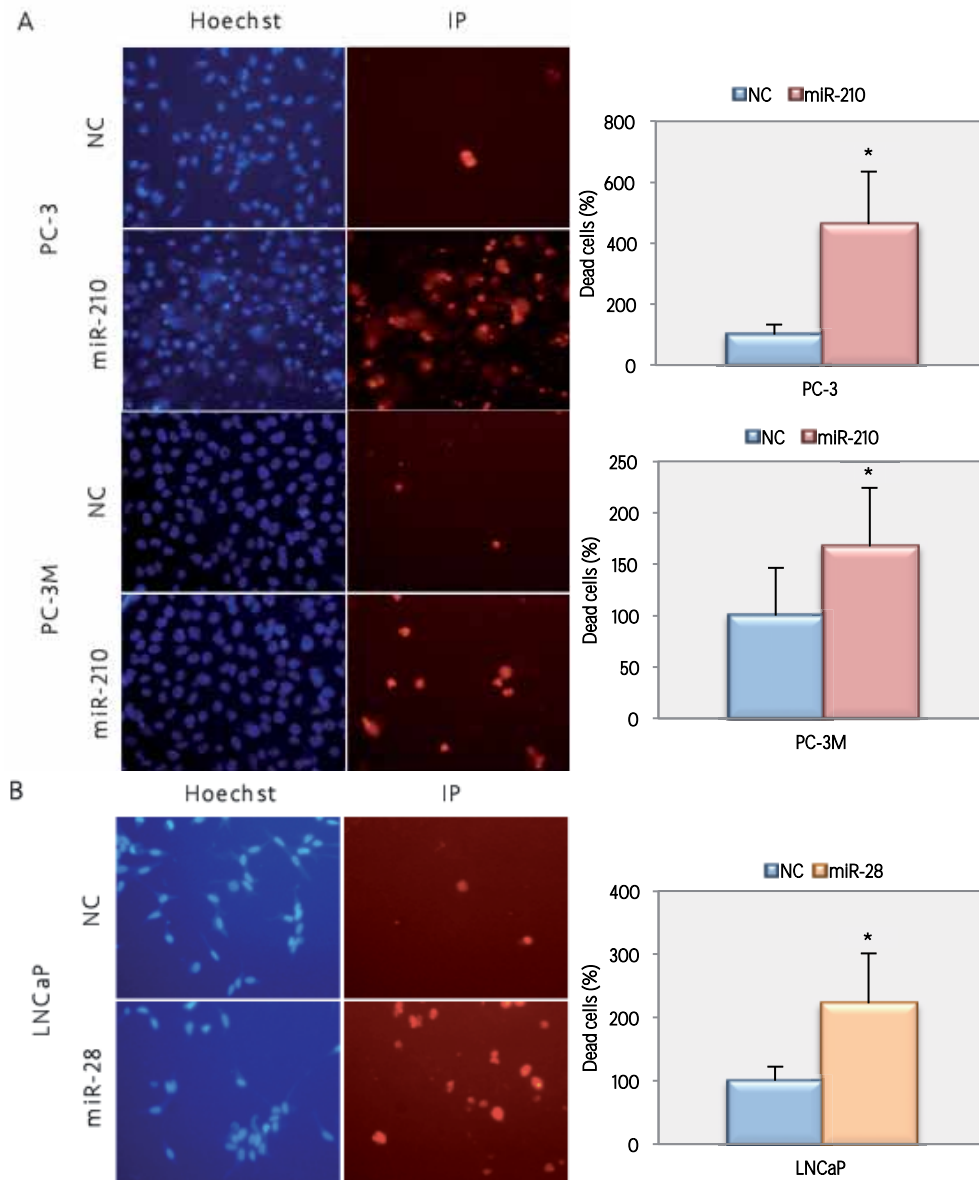 A
Hoechst IP
PC-3
NC
miR-210
PC-3M
NC
miR-210
NC miR-210
Dead cells (%)
800
600
400
200
0
*
PC-3
NC miR-210
Dead cells (%)
250
200
150
100
50
0
*
PC-3M
B
Hoechst IP
LNCaP
NC
miR-28
NC miR-28
Dead cells (%)
400
300
200
100
0
*
LNCaP